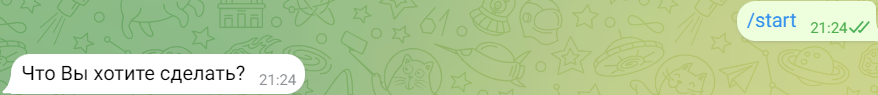 /start 21:24
Что Вы хотите сделать? 21:24